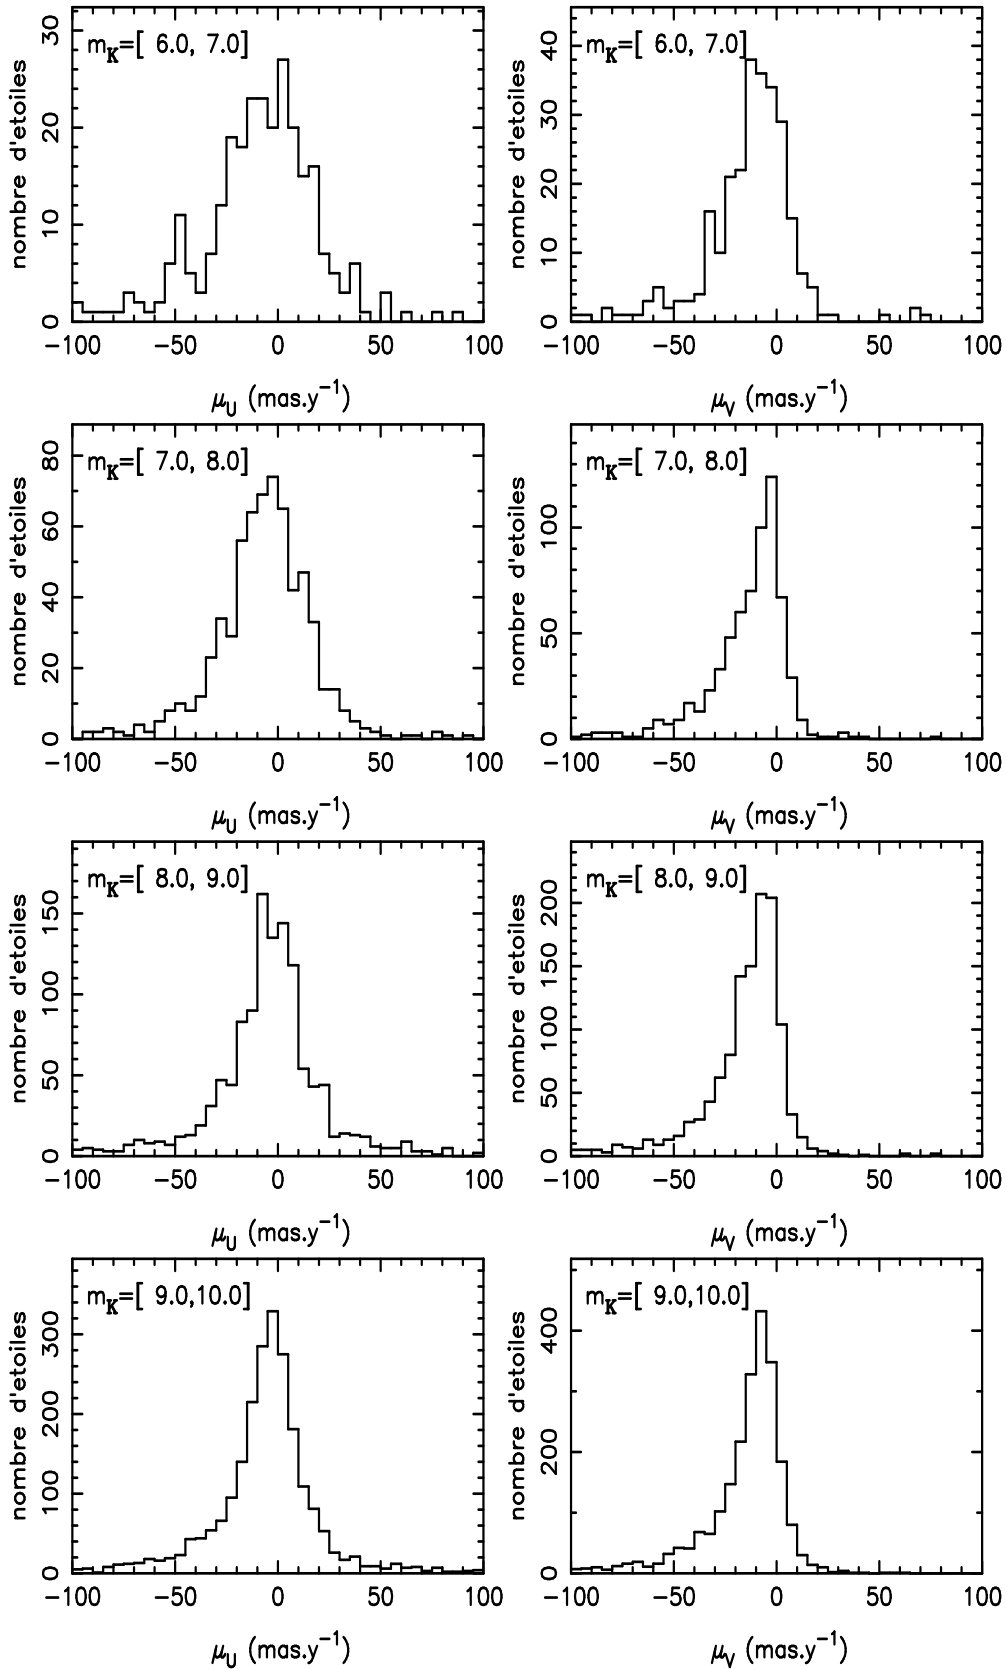 m_K=[ 6.0, 7.0]
nombre d'etoiles
30
20
10
0
−100 −50 0 50 100
μ_U (mas.y⁻¹)
m_K=[ 6.0, 7.0]
nombre d'etoiles
40
30
20
10
0
−100 −50 0 50 100
μ_V (mas.y⁻¹)
m_K=[ 7.0, 8.0]
nombre d'etoiles
80
60
40
20
0
−100 −50 0 50 100
μ_U (mas.y⁻¹)
m_K=[ 7.0, 8.0]
nombre d'etoiles
100
50
0
−100 −50 0 50 100
μ_V (mas.y⁻¹)
m_K=[ 8.0, 9.0]
nombre d'etoiles
150
100
50
0
−100 −50 0 50 100
μ_U (mas.y⁻¹)
m_K=[ 8.0, 9.0]
nombre d'etoiles
200
150
100
50
0
−100 −50 0 50 100
μ_V (mas.y⁻¹)
m_K=[ 9.0,10.0]
nombre d'etoiles
300
200
100
0
−100 −50 0 50 100
μ_U (mas.y⁻¹)
m_K=[ 9.0,10.0]
nombre d'etoiles
400
200
0
−100 −50 0 50 100
μ_V (mas.y⁻¹)